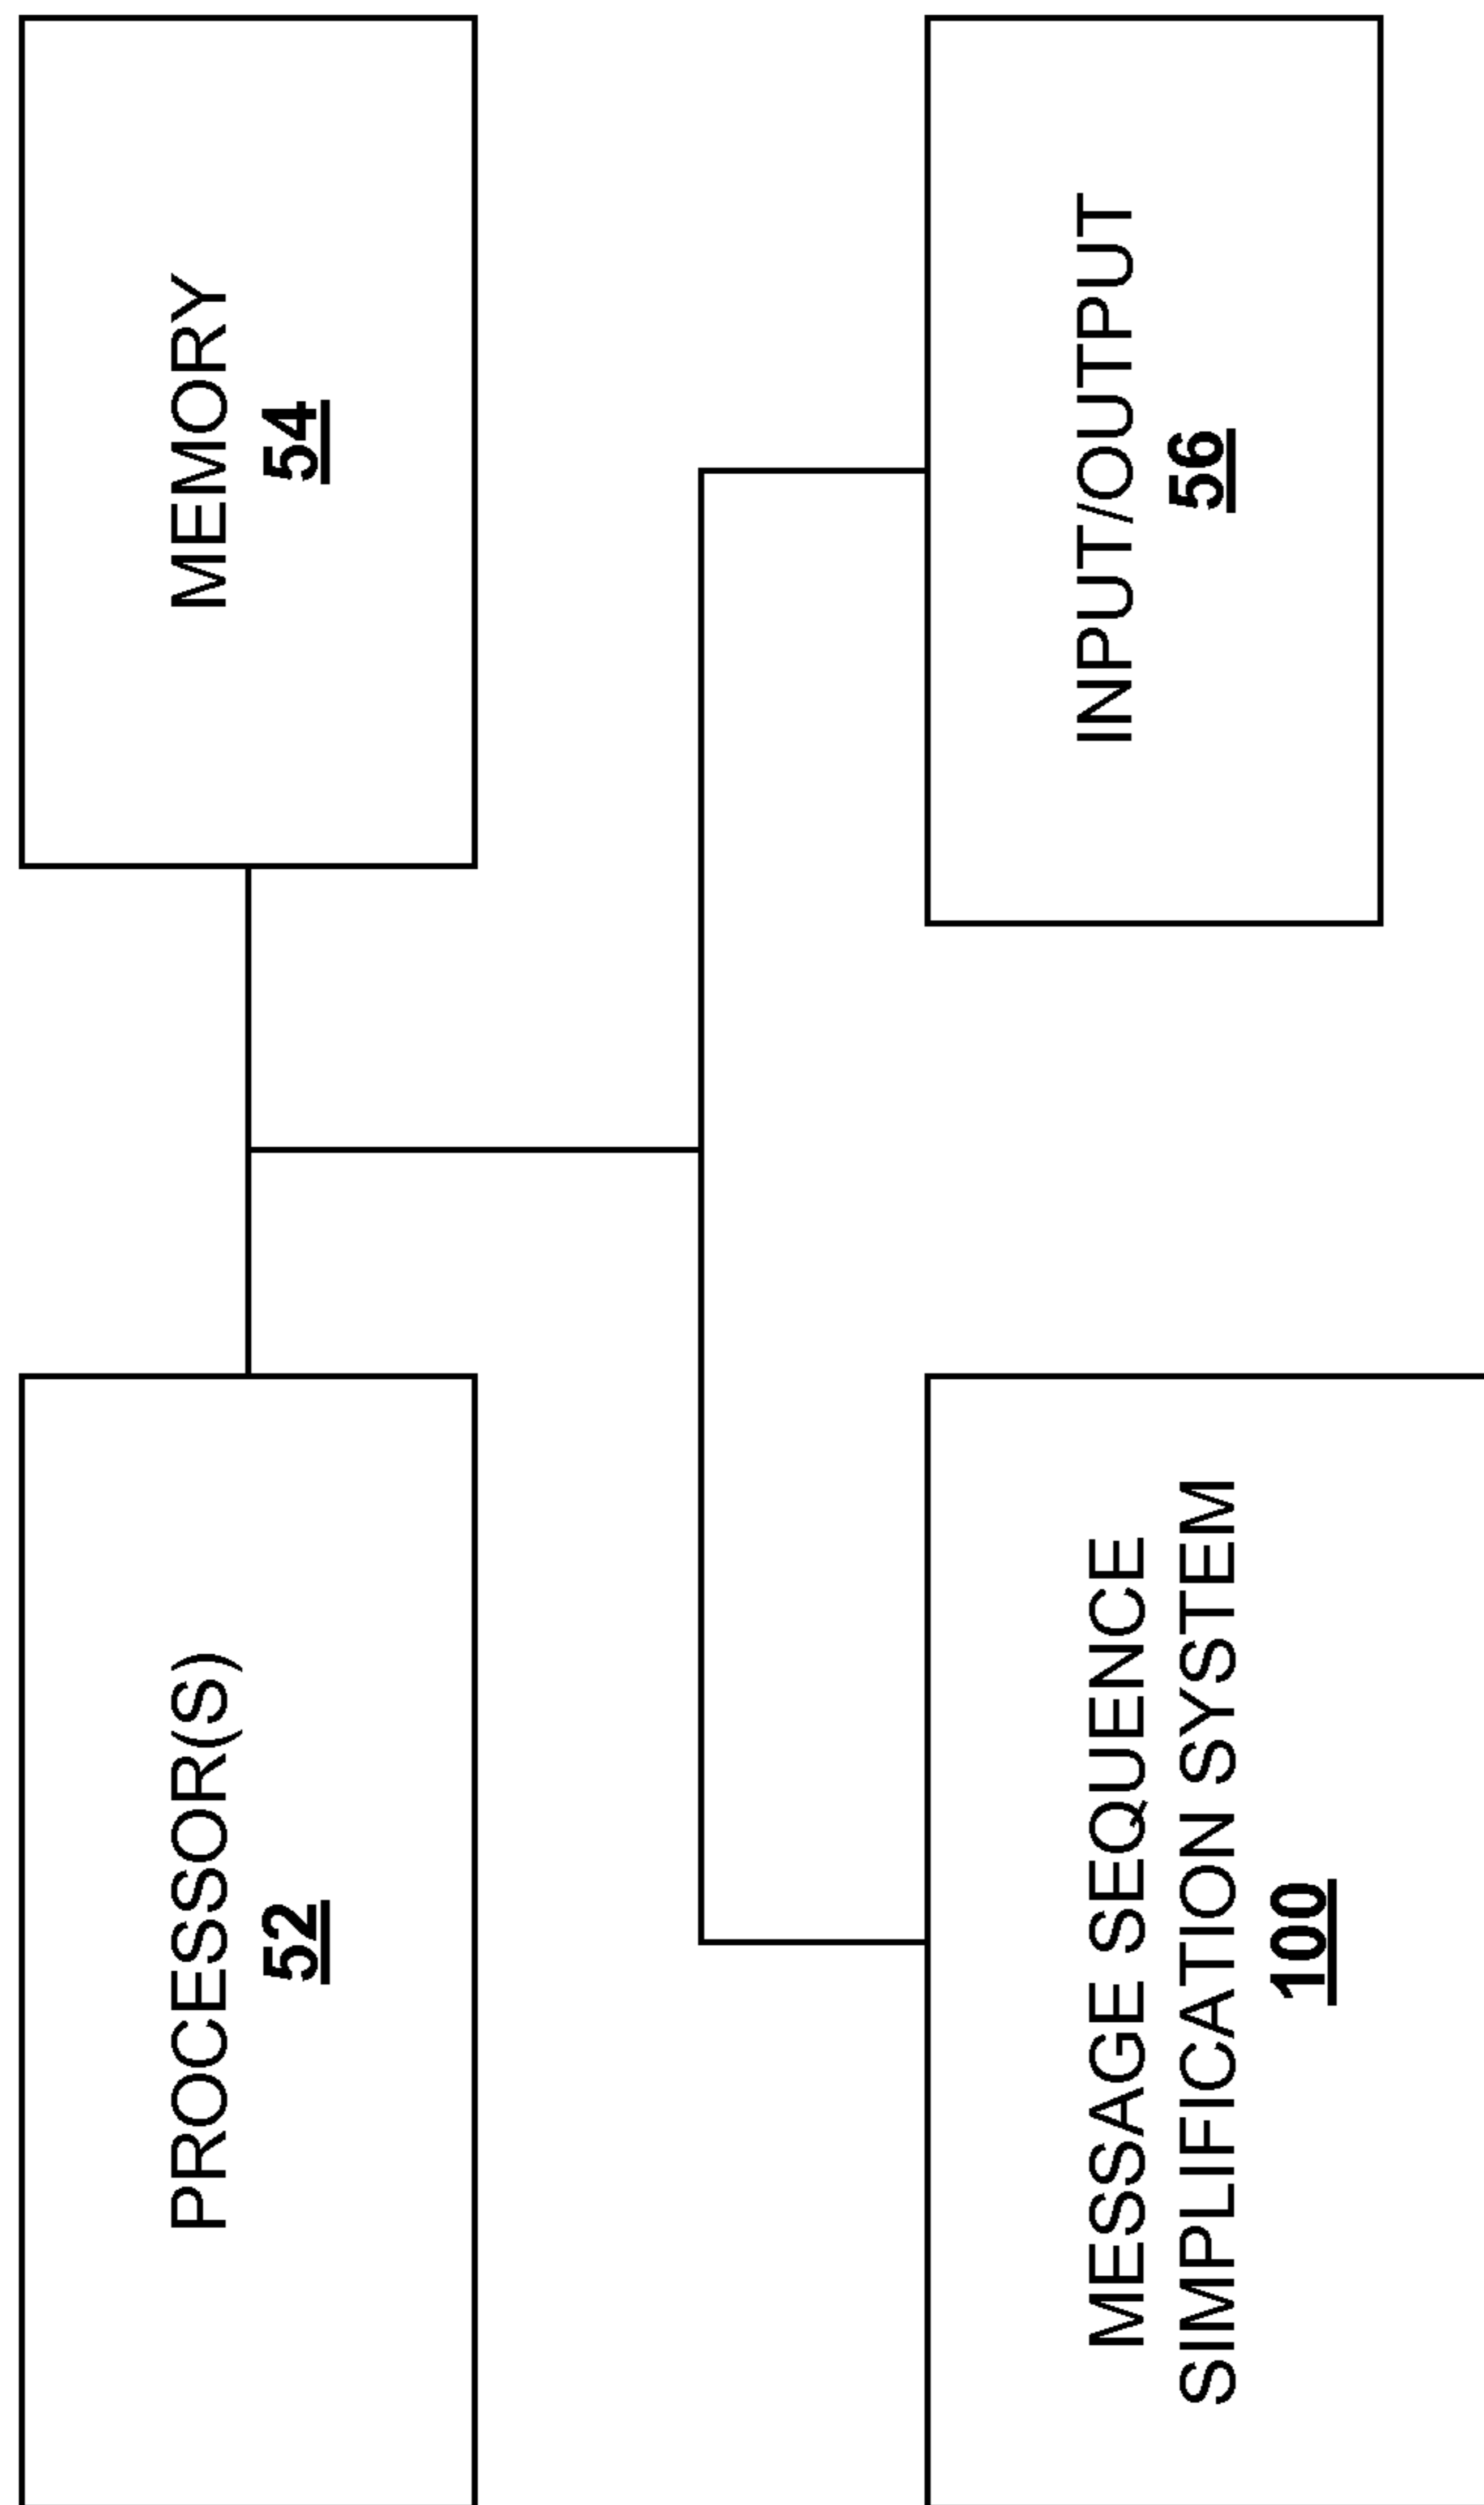 PROCESSOR(S)
52
MEMORY
54
MESSAGE SEQUENCE
SIMPLIFICATION SYSTEM
100
INPUT/OUTPUT
56